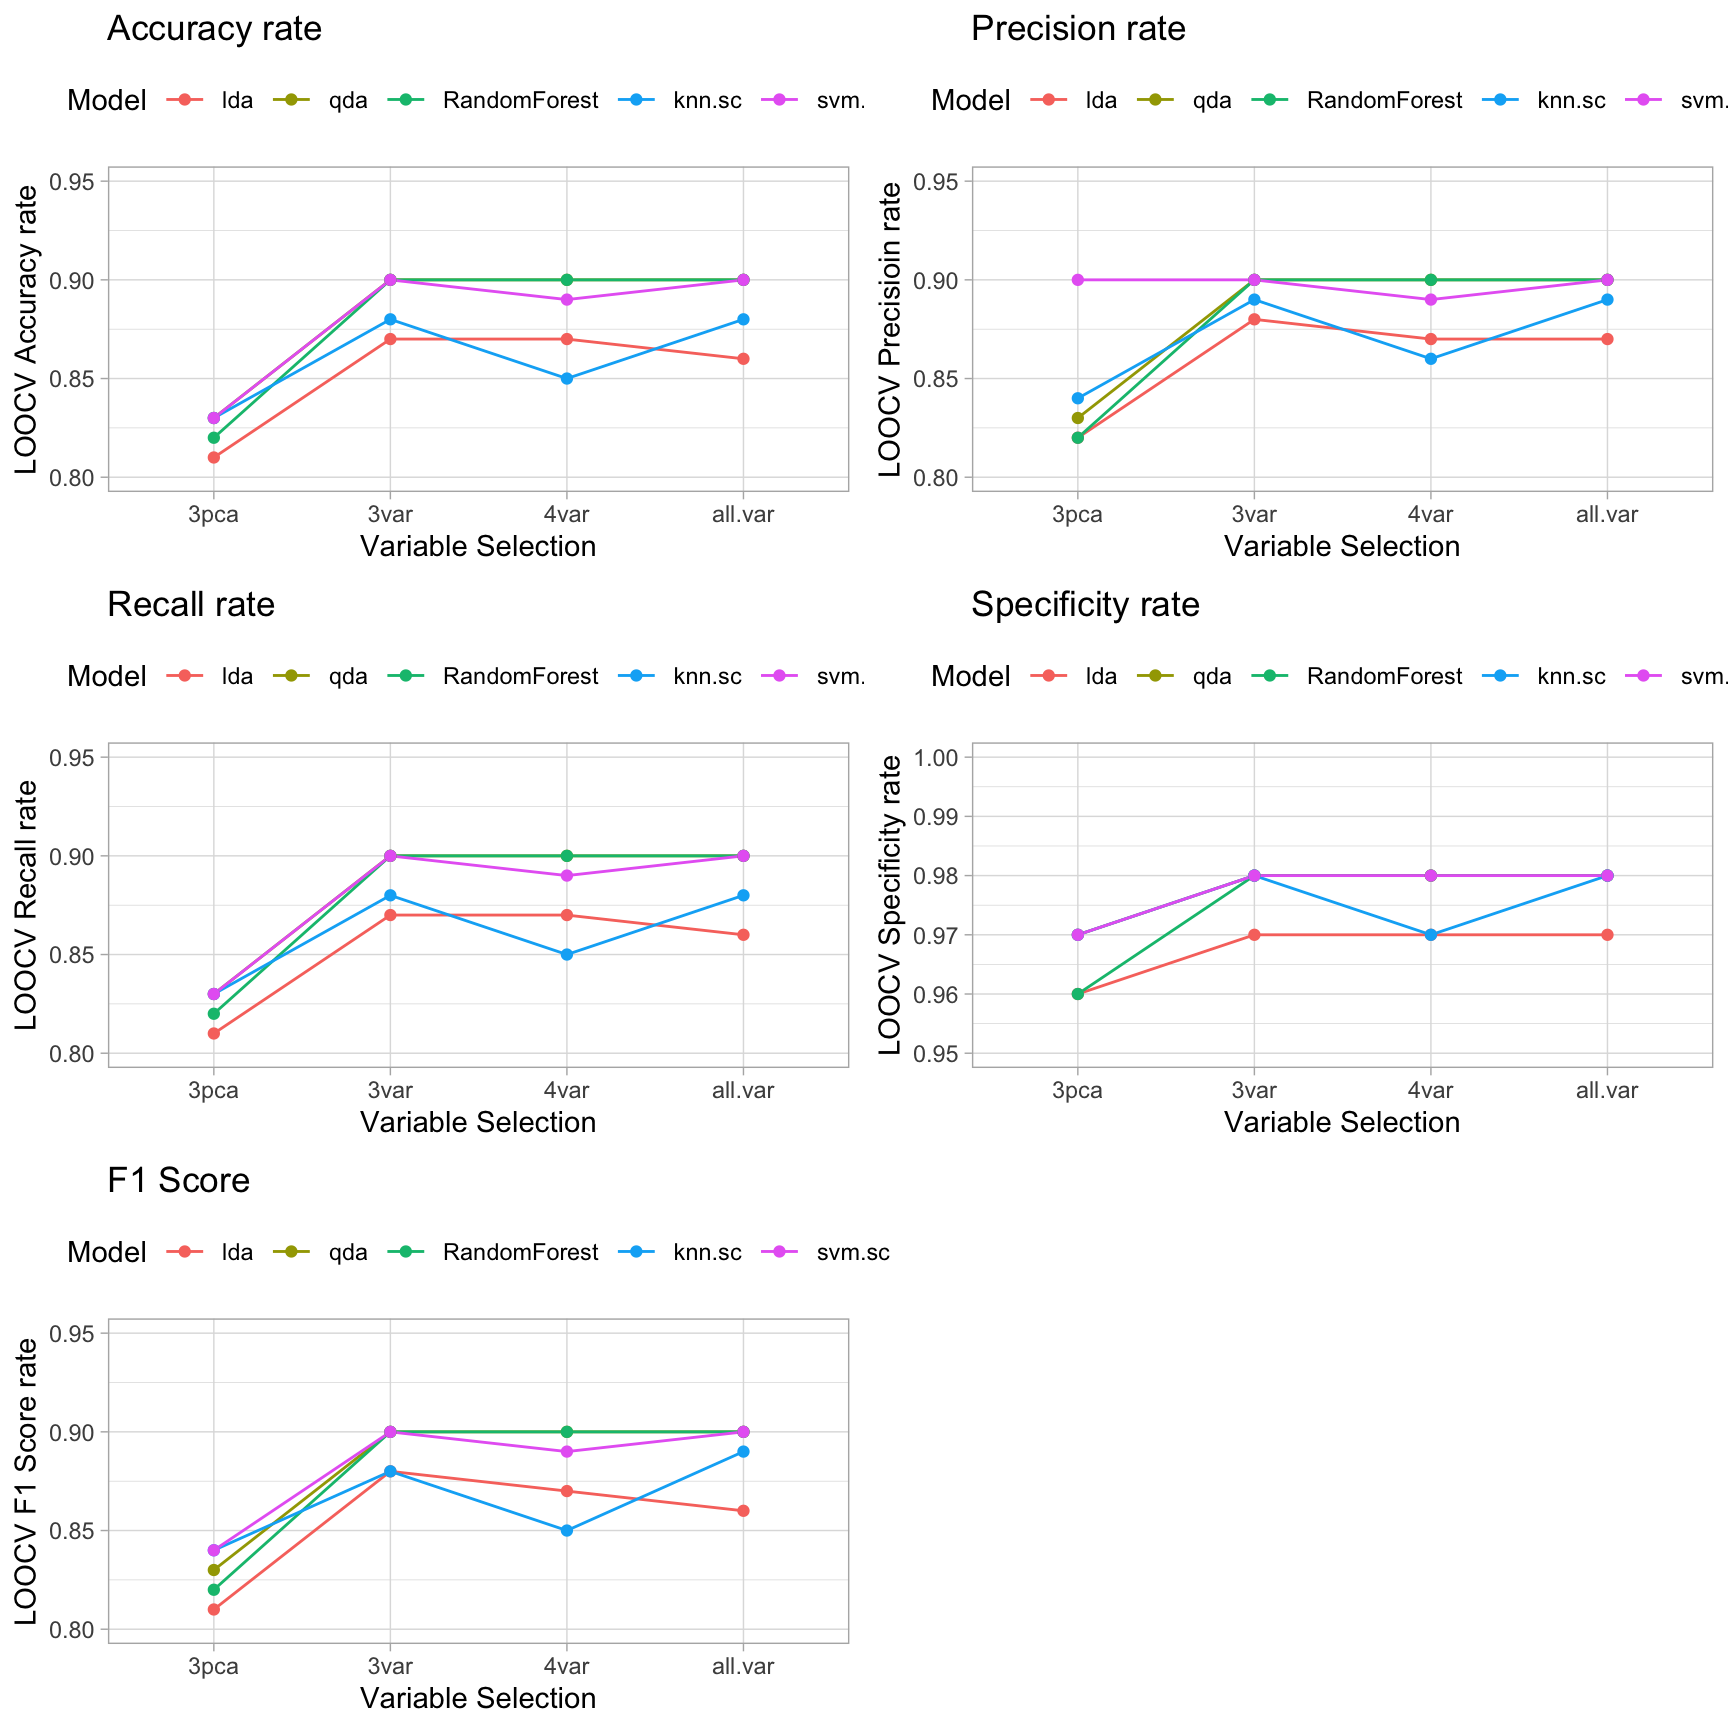 Accuracy rate
Model lda qda RandomForest knn.sc svm.
LOOCV Accuracy rate
0.95
0.90
0.85
0.80
3pca 3var 4var all.var
Variable Selection
Precision rate
Model lda qda RandomForest knn.sc svm.
LOOCV Precisioin rate
0.95
0.90
0.85
0.80
3pca 3var 4var all.var
Variable Selection
Recall rate
Model lda qda RandomForest knn.sc svm.
LOOCV Recall rate
0.95
0.90
0.85
0.80
3pca 3var 4var all.var
Variable Selection
Specificity rate
Model lda qda RandomForest knn.sc svm.
LOOCV Specificity rate
1.00
0.99
0.98
0.97
0.96
0.95
3pca 3var 4var all.var
Variable Selection
F1 Score
Model lda qda RandomForest knn.sc svm.sc
LOOCV F1 Score rate
0.95
0.90
0.85
0.80
3pca 3var 4var all.var
Variable Selection